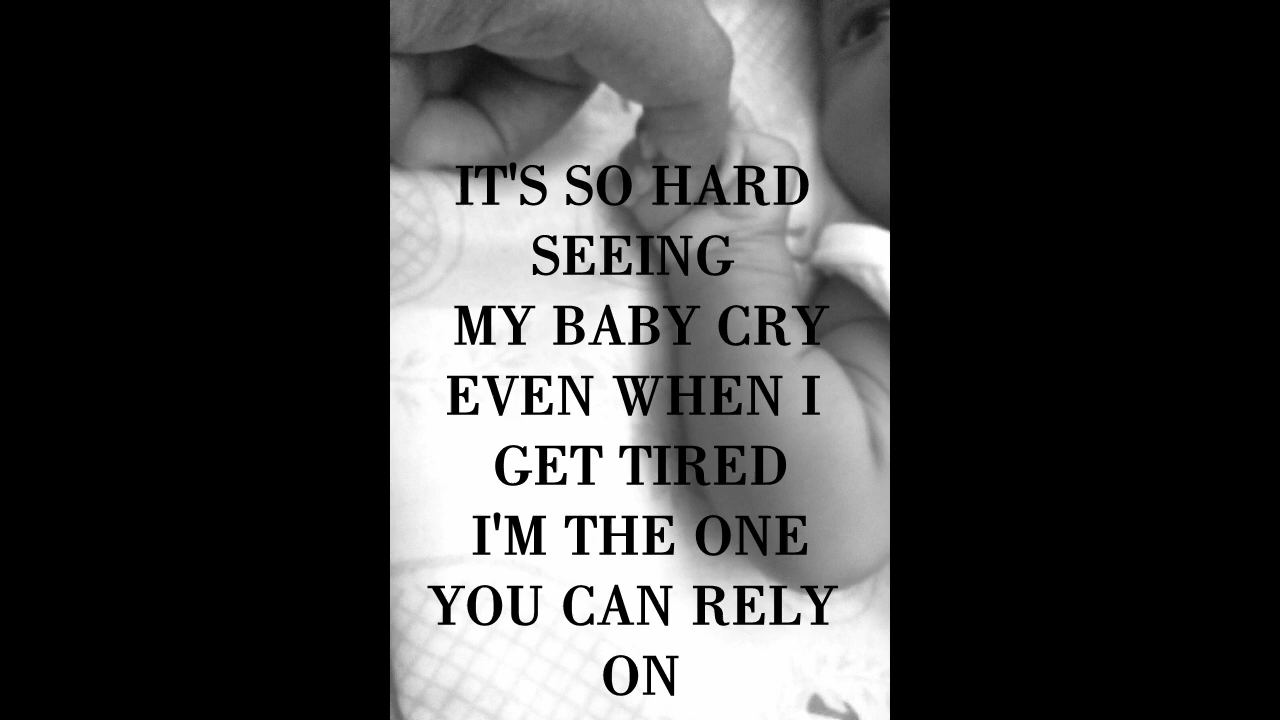 IT'S SO HARD
SEEING
MY BABY CRY
EVEN WHEN I
GET TIRED
I'M THE ONE
YOU CAN RELY
ON